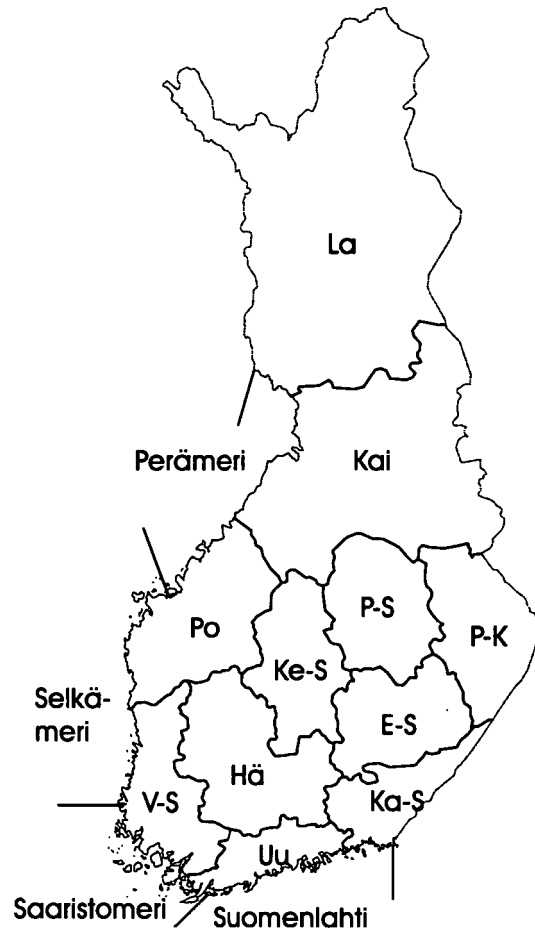 La
Perämeri
Kai
Po
P-S
P-K
Ke-S
Selkä-
meri
E-S
V-S
Hä
Ka-S
Uu
Saaristomeri
Suomenlahti